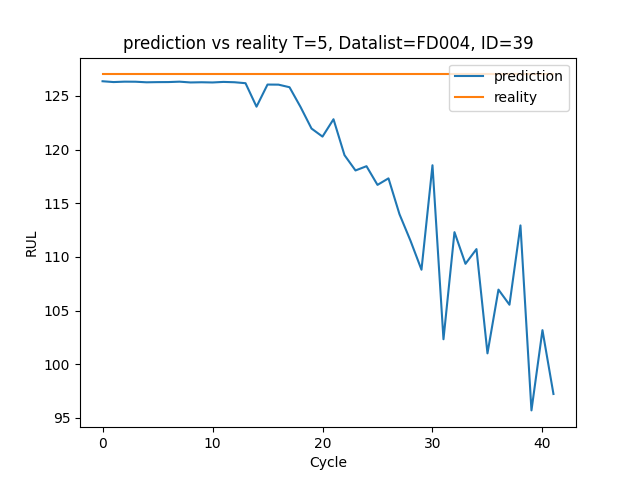 prediction vs reality T=5, Datalist=FD004, ID=39
prediction
reality
125
120
115
110
105
100
95
RUL
0 10 20 30 40
Cycle